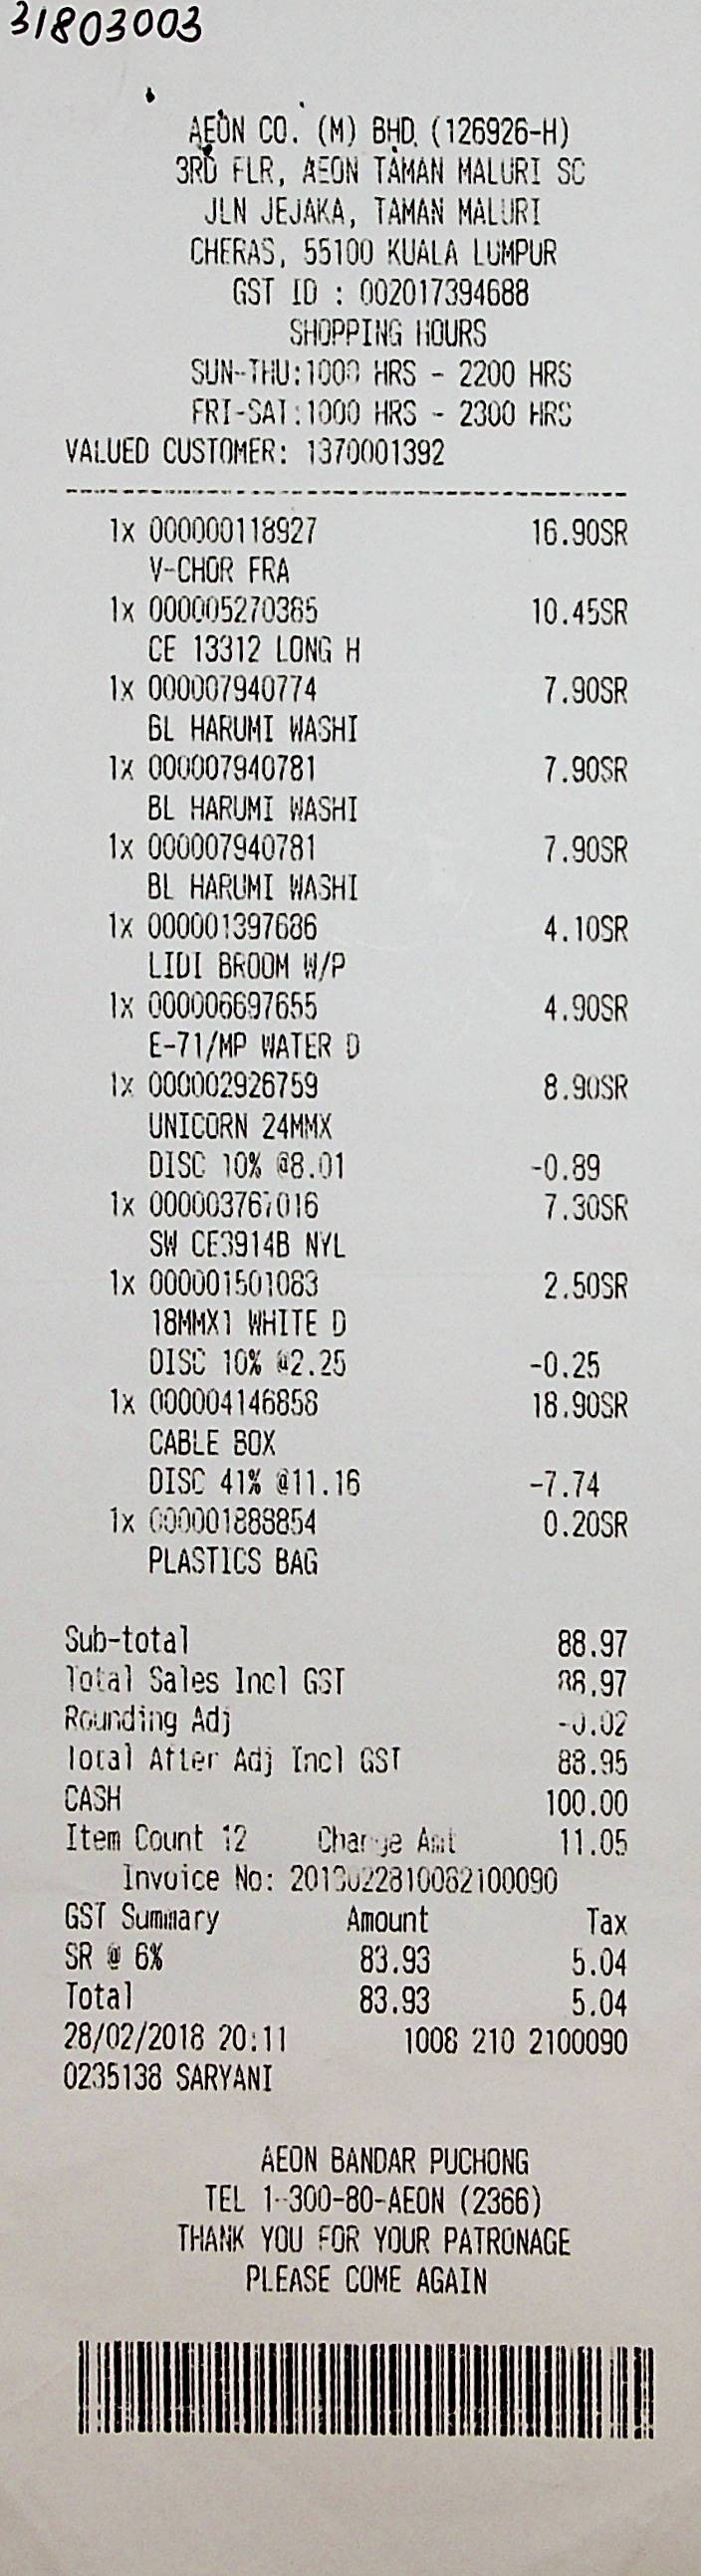 31803003
AEON CO. (M) BHD. (126926-H)
3RD FLR, AEON TAMAN MALURI SC
JLN JEJAKA, TAMAN MALURI
CHERAS, 55100 KUALA LUMPUR
GST ID : 002017394688
SHOPPING HOURS
SUN-THU:1000 HRS - 2200 HRS
FRI-SAT:1000 HRS - 2300 HRS
VALUED CUSTOMER: 1370001392
1x 000000118927 16.90SR
V-CHOR FRA
1x 000005270385 10.45SR
CE 13312 LONG H
1x 000007940774 7.90SR
BL HARUMI WASHI
1x 000007940781 7.90SR
BL HARUMI WASHI
1x 000007940781 7.90SR
BL HARUMI WASHI
1x 000001397686 4.10SR
LIDI BROOM W/P
1x 000006697655 4.90SR
E-71/MP WATER D
1x 000002926759 8.90SR
UNICORN 24MMX
DISC 10% @8.01 -0.89
1x 000003767016 7.30SR
SW CE3914B NYL
1x 000001501083 2.50SR
18MMX1 WHITE D
DISC 10% @2.25 -0.25
1x 000004146858 18.90SR
CABLE BOX
DISC 41% @11.16 -7.74
1x 000001888854 0.20SR
PLASTICS BAG
Sub-total 88.97
Total Sales Incl GST 88.97
Rounding Adj -0.02
Total After Adj Incl GST 88.95
CASH 100.00
Item Count 12 Change Amt 11.05
Invoice No: 2018022810082100090
GST Summary Amount Tax
SR @ 6% 83.93 5.04
Total 83.93 5.04
28/02/2018 20:11 1008 210 2100090
0235138 SARYANI
AEON BANDAR PUCHONG
TEL 1-300-80-AEON (2366)
THANK YOU FOR YOUR PATRONAGE
PLEASE COME AGAIN